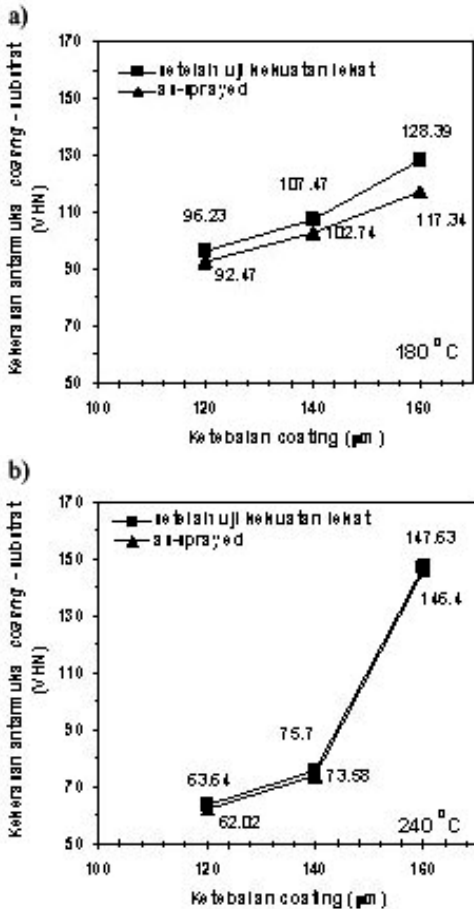 a)
170
150
130
110
90
70
50
setelah uji kekuatan lekat
as-sprayed
128.39
107.47
96.23
117.34
102.74
92.47
180 °C
100
120
140
160
Ketebalan coating (µm)
Kekerasan antarmuka coating - substrat
(VHN)
b)
170
150
130
110
90
70
50
setelah uji kekuatan lekat
as-sprayed
147.63
146.4
75.7
73.58
63.64
62.02
240 °C
100
120
140
160
Ketebalan coating (µm)
Kekerasan antarmuka coating - substrat
(VHN)